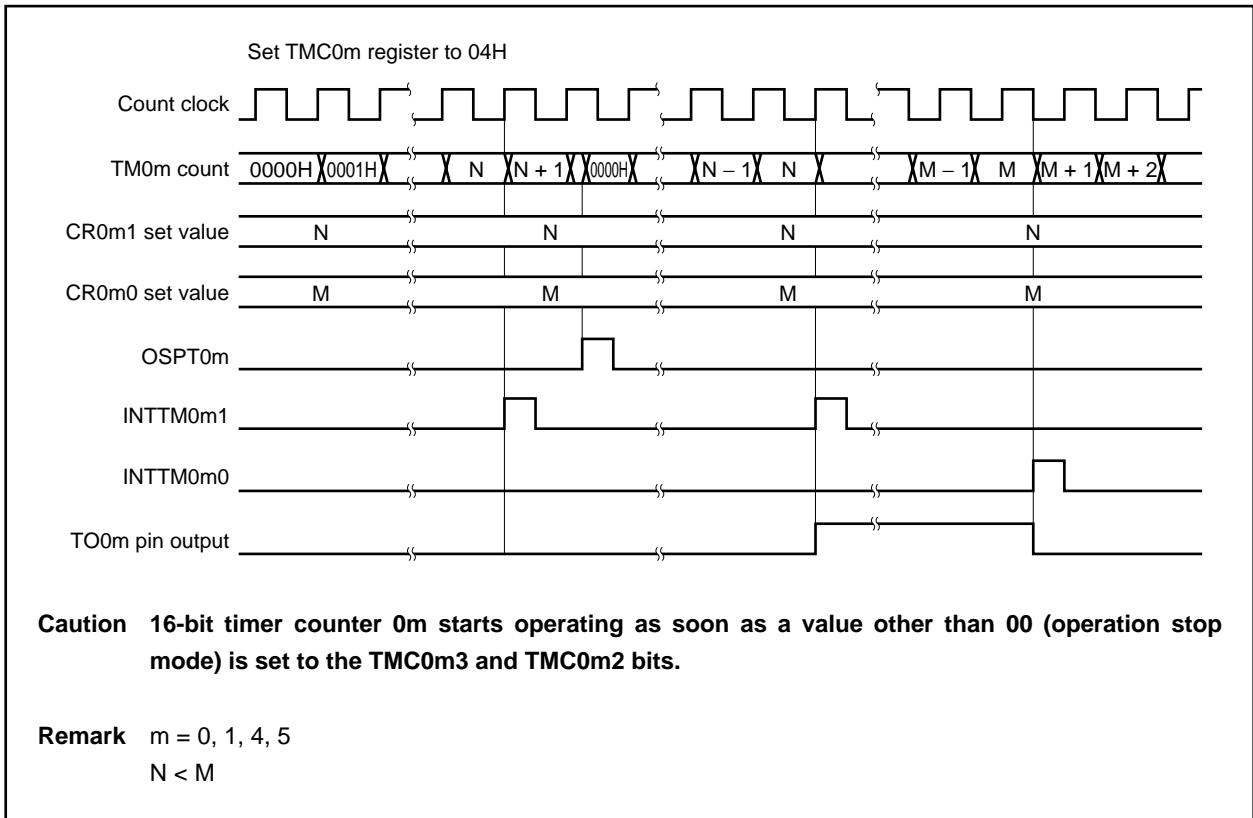 Set TMC0m register to 04H
Count clock
TM0m count 0000H 0001H N N + 1 0000H N − 1 N M − 1 M M + 1 M + 2
CR0m1 set value N N N N
CR0m0 set value M M M M
OSPT0m
INTTM0m1
INTTM0m0
TO0m pin output
Caution 16-bit timer counter 0m starts operating as soon as a value other than 00 (operation stop
mode) is set to the TMC0m3 and TMC0m2 bits.
Remark m = 0, 1, 4, 5
N < M